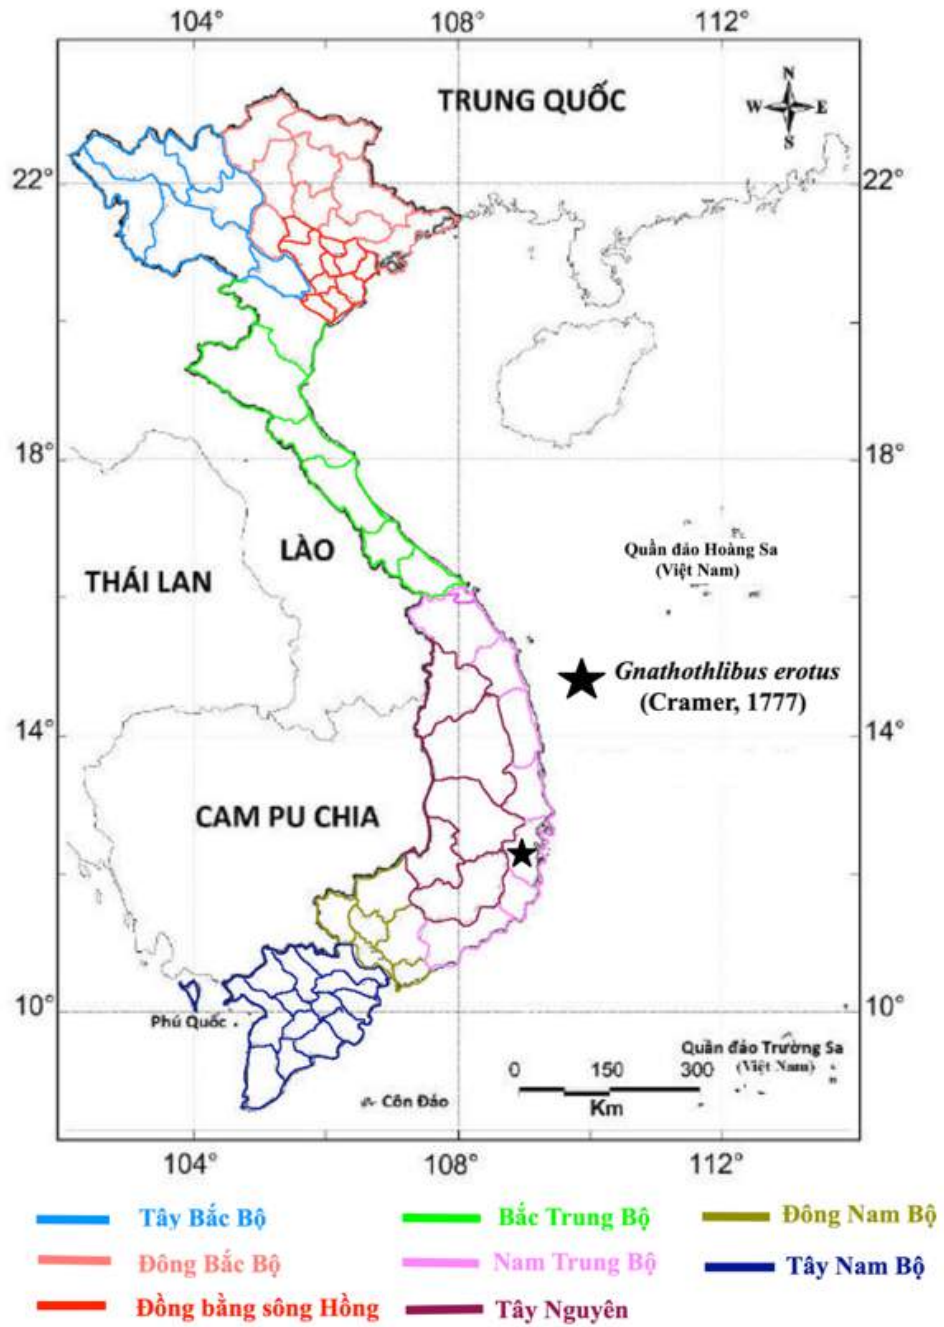 104° 108° 112°
TRUNG QUỐC
N
W E
S
22° 22°
18° 18°
LÀO
THÁI LAN
Quần đảo Hoàng Sa
(Việt Nam)
Gnathothlibus erotus
(Cramer, 1777)
14° 14°
CAM PU CHIA
10° 10°
Phú Quốc
Quần đảo Trường Sa
(Việt Nam)
0 150 300
Km
Côn Đảo
104° 108° 112°
Tây Bắc Bộ
Bắc Trung Bộ
Đông Nam Bộ
Đông Bắc Bộ
Nam Trung Bộ
Tây Nam Bộ
Đồng bằng sông Hồng
Tây Nguyên